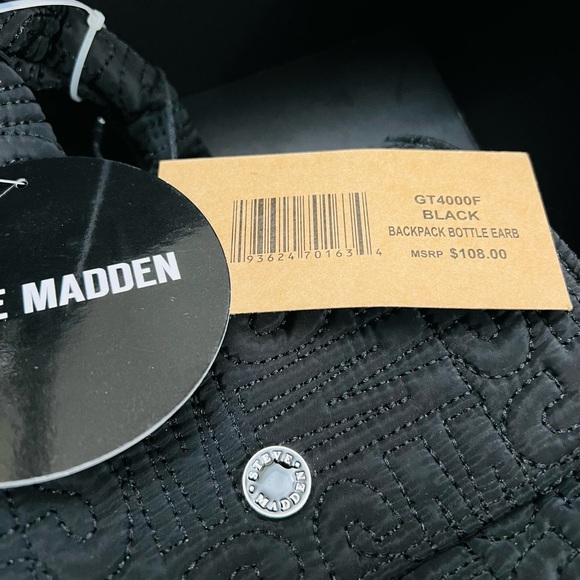 E MADDEN
GT4000F
BLACK
BACKPACK BOTTLE EARB
MSRP $108.00
93624 70163 4
STEVE
MADDEN